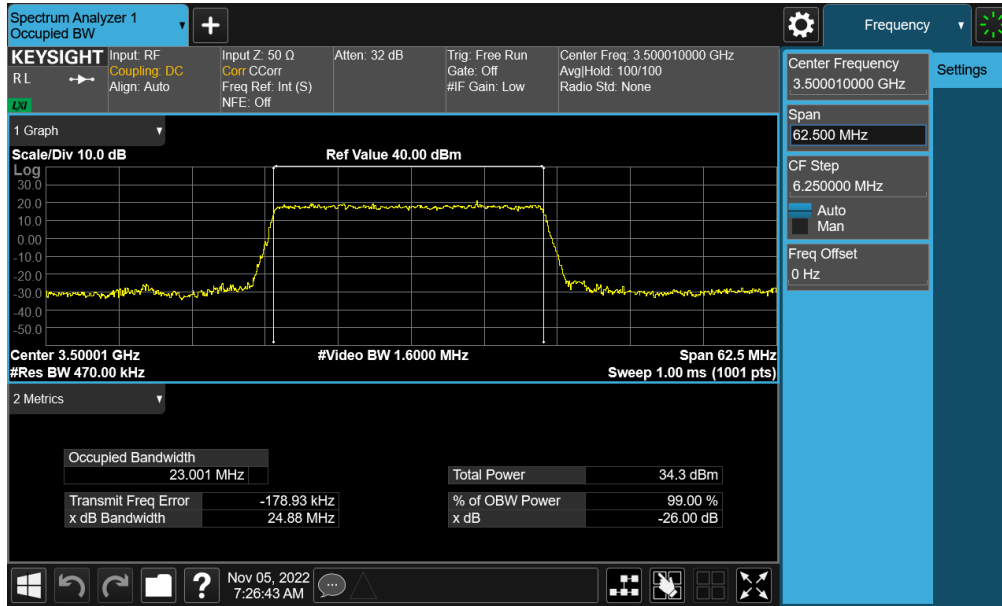 Spectrum Analyzer 1
Occupied BW
+
Frequency
KEYSIGHT
RL
LXI
Input: RF
Coupling: DC
Align: Auto
Input Z: 50 Ω
Corr CCorr
Freq Ref: Int (S)
NFE: Off
Atten: 32 dB
Trig: Free Run
Gate: Off
#IF Gain: Low
Center Freq: 3.500010000 GHz
Avg|Hold: 100/100
Radio Std: None
Center Frequency
3.500010000 GHz
Settings
Span
62.500 MHz
CF Step
6.250000 MHz
Auto
Man
Freq Offset
0 Hz
1 Graph
Scale/Div 10.0 dB
Ref Value 40.00 dBm
Log
30.0
20.0
10.0
0.00
-10.0
-20.0
-30.0
-40.0
-50.0
Center 3.50001 GHz
#Video BW 1.6000 MHz
Span 62.5 MHz
#Res BW 470.00 kHz
Sweep 1.00 ms (1001 pts)
2 Metrics
Occupied Bandwidth
23.001 MHz
Total Power 34.3 dBm
Transmit Freq Error -178.93 kHz
% of OBW Power 99.00 %
x dB Bandwidth 24.88 MHz
x dB -26.00 dB
?
Nov 05, 2022
7:26:43 AM